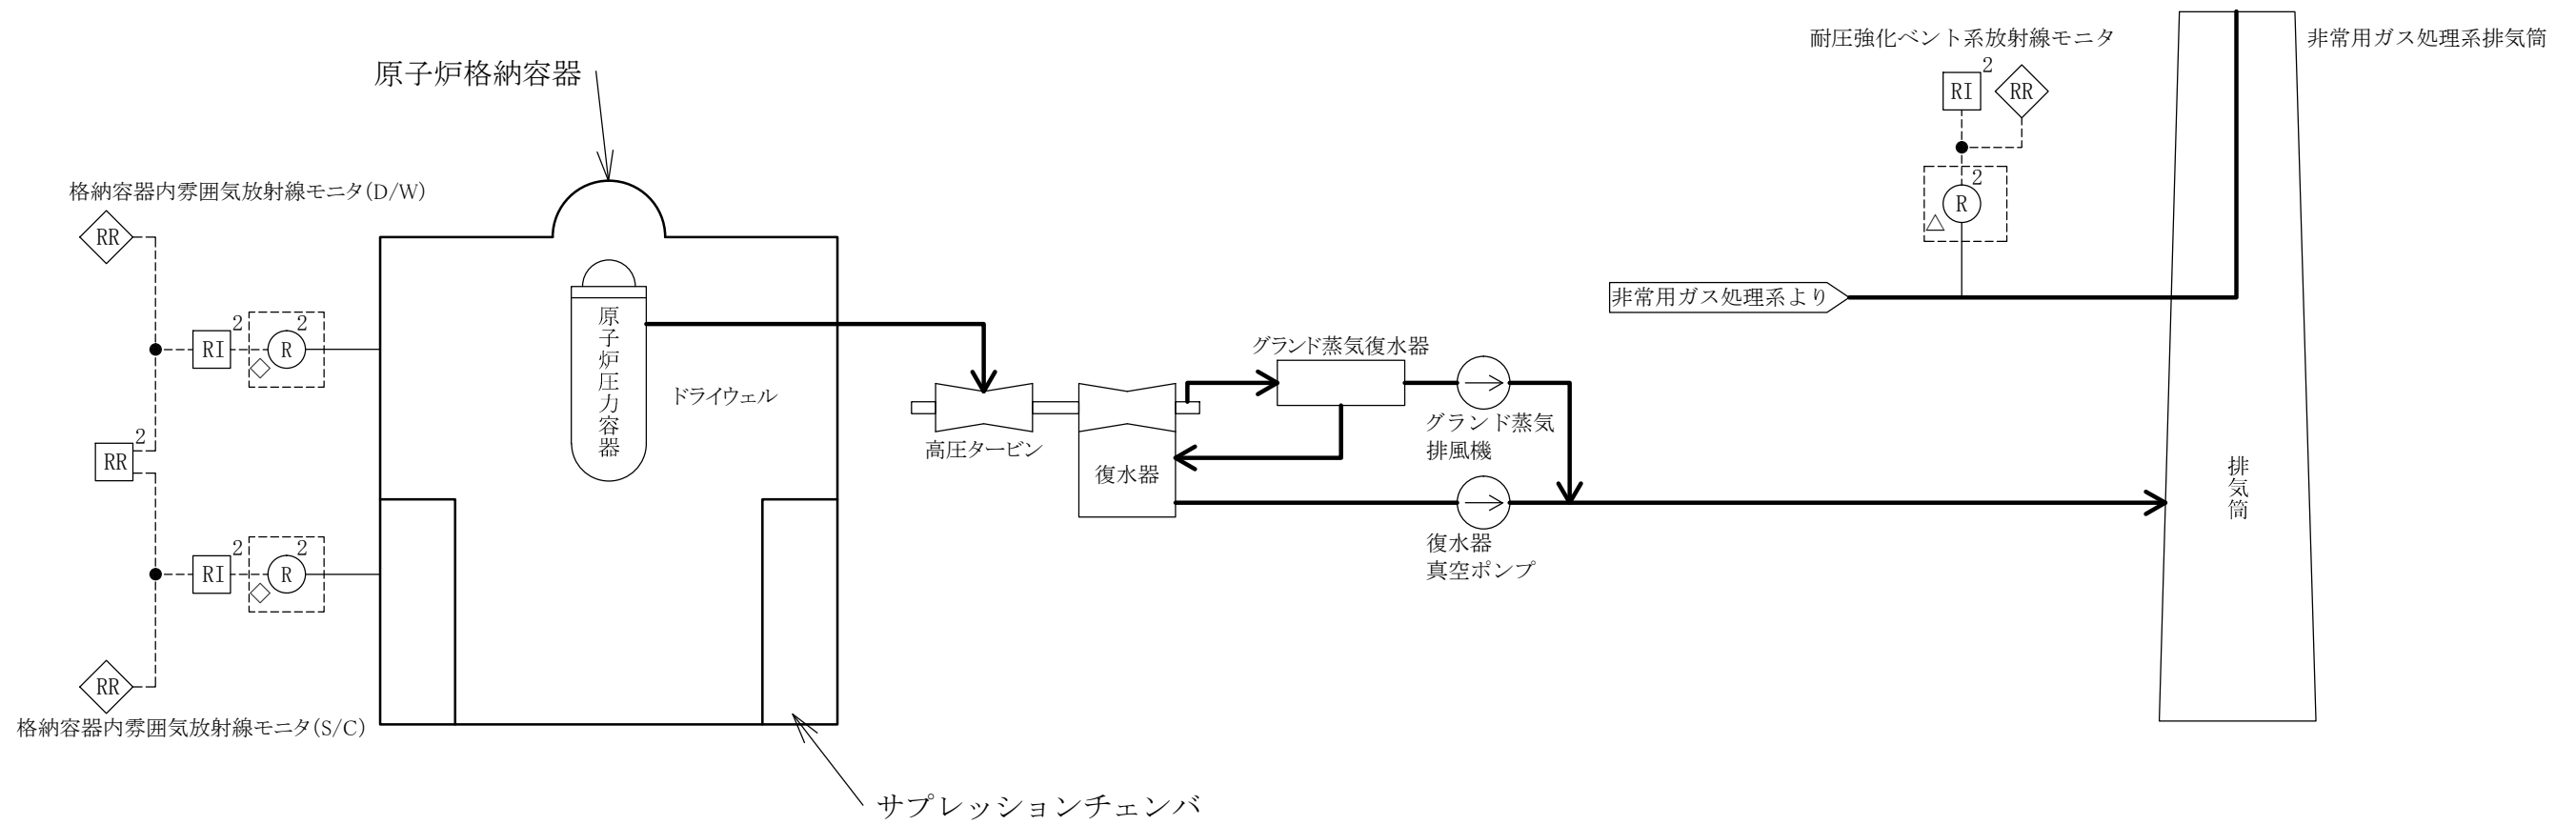 耐圧強化ベント系放射線モニタ
非常用ガス処理系排気筒
RI
2
RR
原子炉格納容器
2
R
△
格納容器内雰囲気放射線モニタ(D/W)
RR
非常用ガス処理系より
RI
2
R
2
◇
原子炉圧力容器
ドライウェル
グランド蒸気復水器
グランド蒸気
排風機
高圧タービン
復水器
RR
2
排気筒
復水器
真空ポンプ
RI
2
R
2
◇
RR
格納容器内雰囲気放射線モニタ(S/C)
サプレッションチェンバ